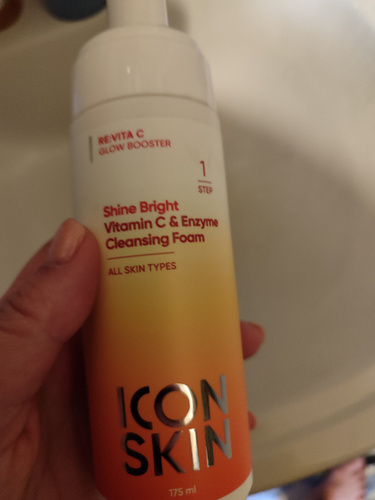 RE:VITA C
GLOW BOOSTER
1
STEP
Shine Bright
Vitamin C & Enzyme
Cleansing Foam
ALL SKIN TYPES
ICON
SKIN
175 ml